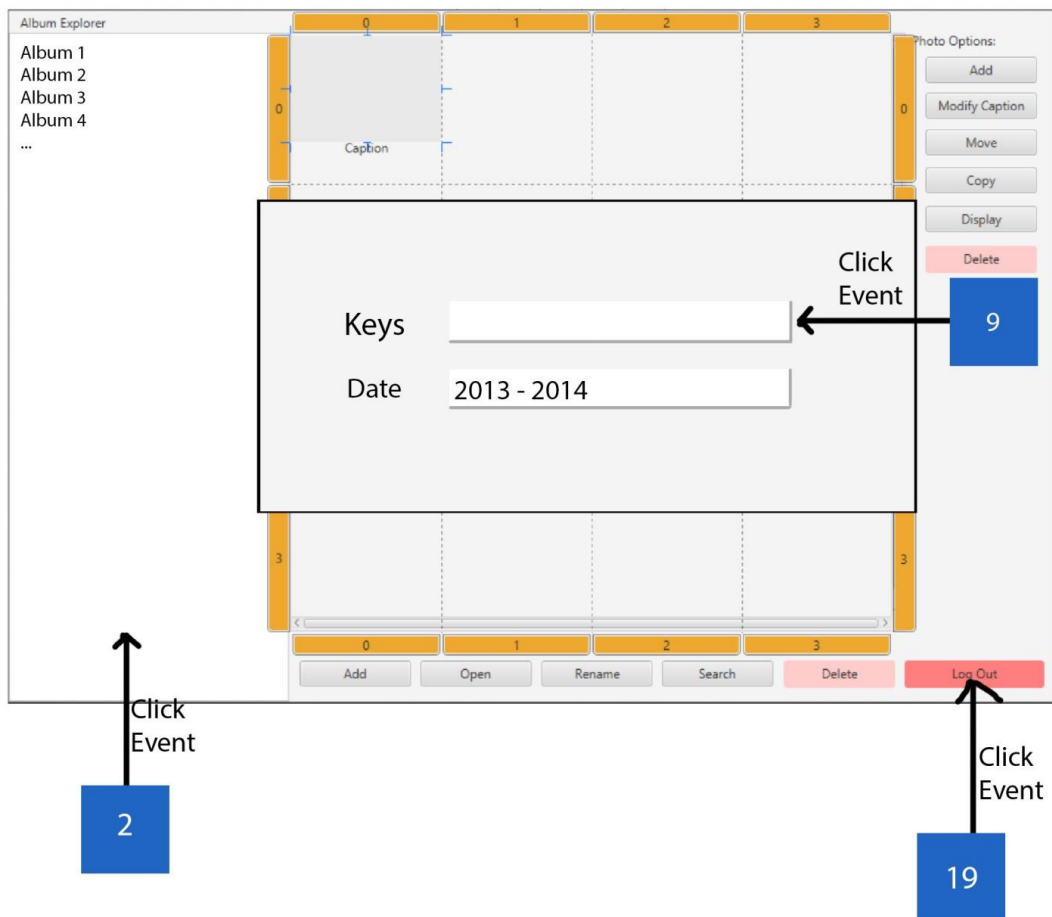 Album Explorer
0 1 2 3
Album 1
Album 2
Album 3
Album 4
...
0
Caption
0
Photo Options:
Add
Modify Caption
Move
Copy
Display
Delete
Keys
Date
2013 - 2014
Click
Event
9
3
3
0 1 2 3
Add Open Rename Search Delete Log Out
Click
Event
2
Click
Event
19